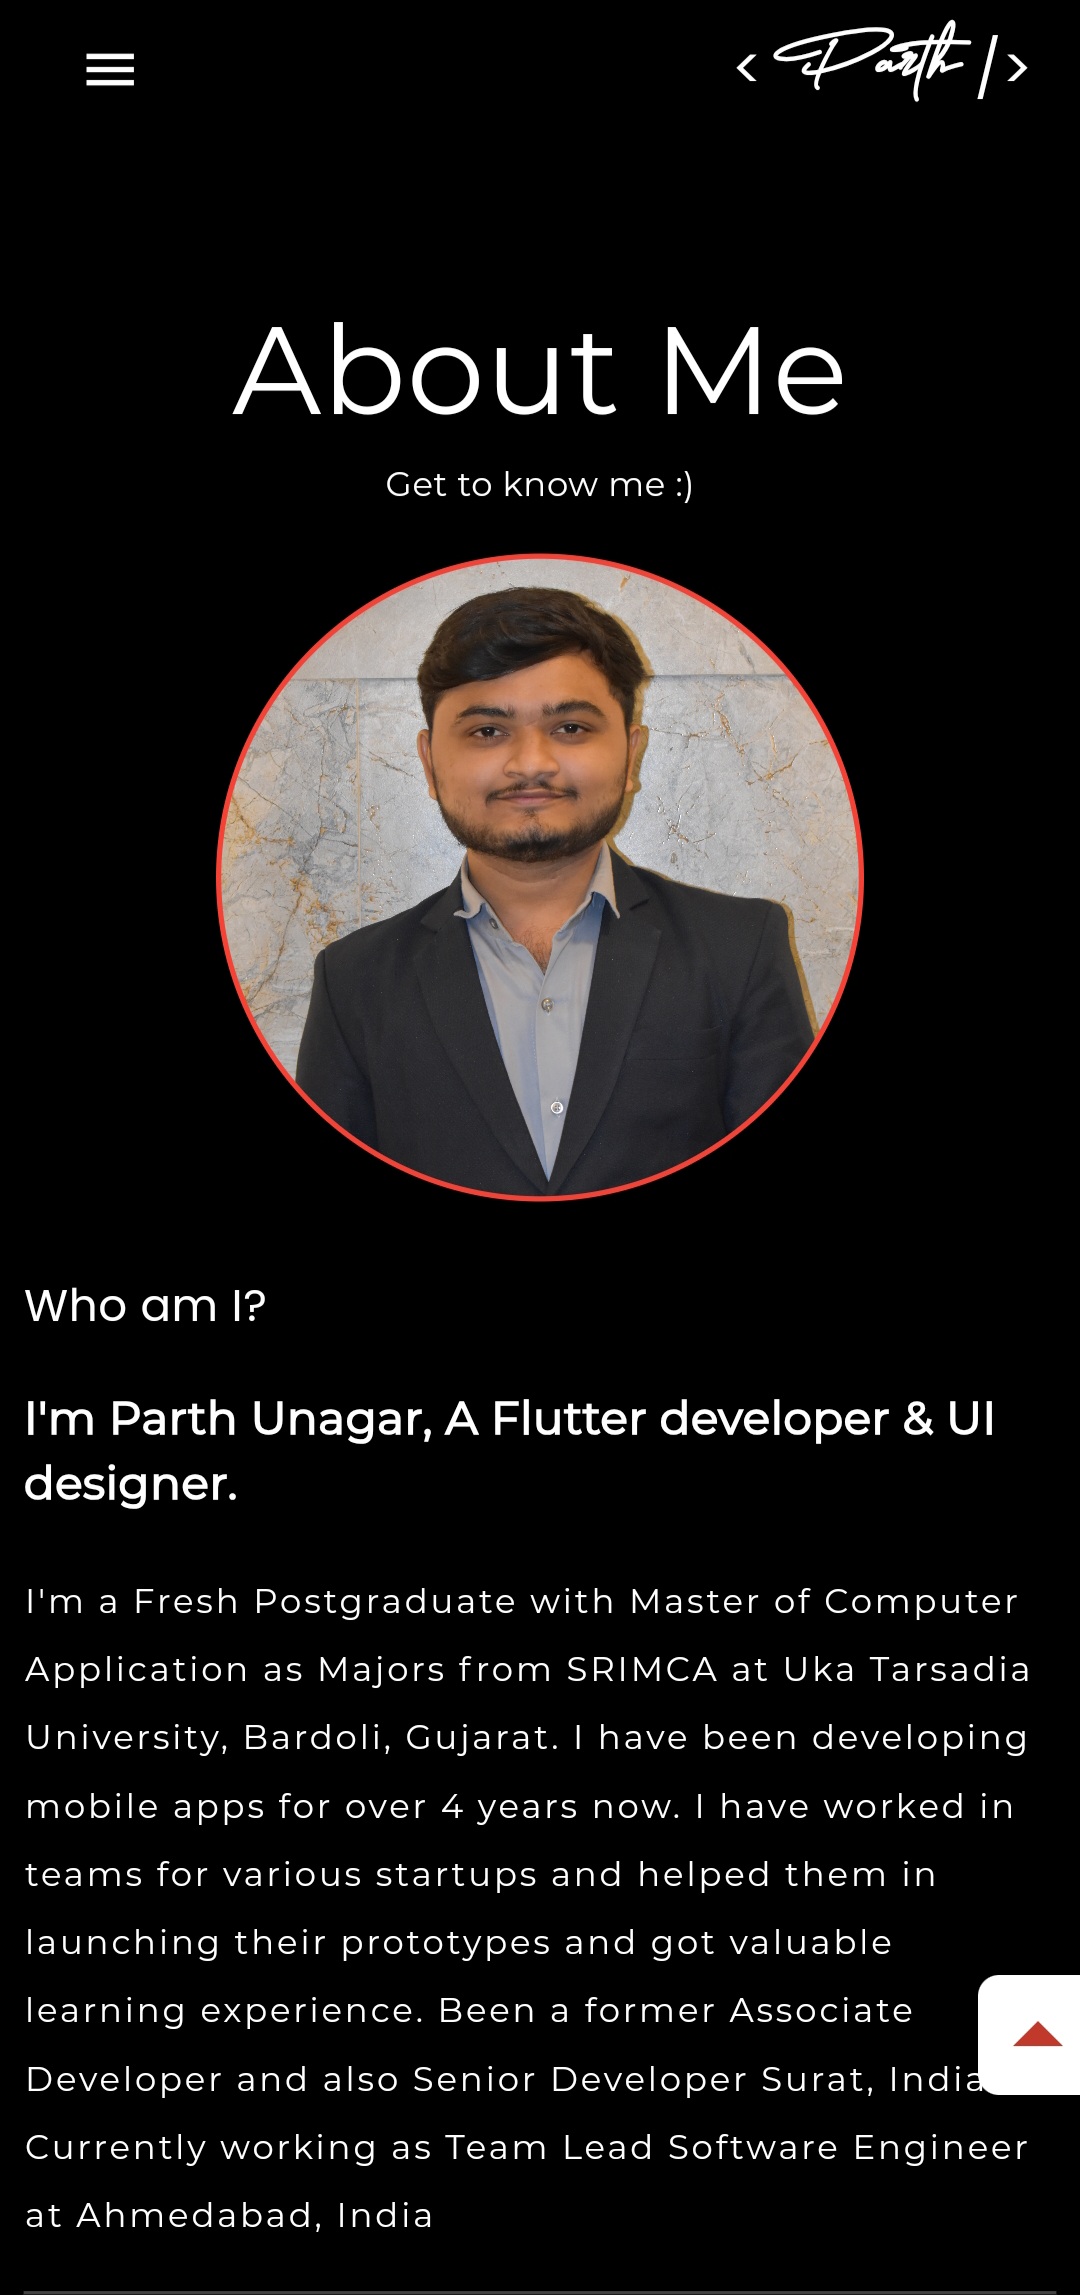 < Parth />
About Me
Get to know me :)
Who am I?
I'm Parth Unagar, A Flutter developer & UI
designer.
I'm a Fresh Postgraduate with Master of Computer
Application as Majors from SRIMCA at Uka Tarsadia
University, Bardoli, Gujarat. I have been developing
mobile apps for over 4 years now. I have worked in
teams for various startups and helped them in
launching their prototypes and got valuable
learning experience. Been a former Associate
Developer and also Senior Developer Surat, India
Currently working as Team Lead Software Engineer
at Ahmedabad, India